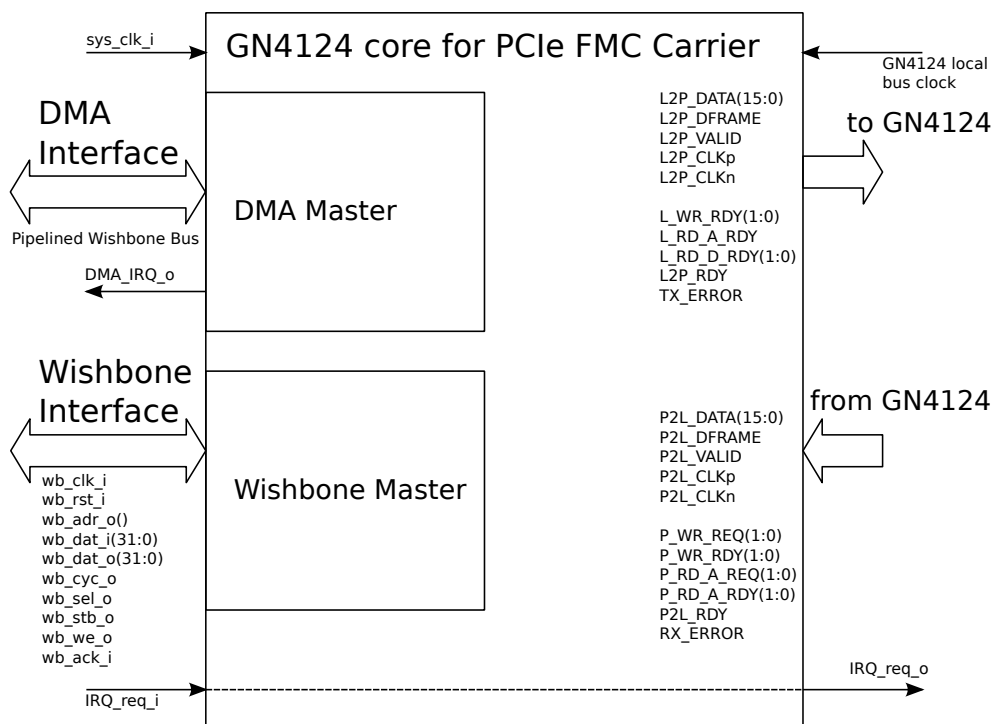 sys_clk_i
GN4124 core for PCIe FMC Carrier
GN4124 local
bus clock
DMA
Interface
Pipelined Wishbone Bus
DMA_IRQ_o
DMA Master
L2P_DATA(15:0)
L2P_DFRAME
L2P_VALID
L2P_CLKp
L2P_CLKn
L_WR_RDY(1:0)
L_RD_A_RDY
L_RD_D_RDY(1:0)
L2P_RDY
TX_ERROR
to GN4124
Wishbone
Interface
wb_clk_i
wb_rst_i
wb_adr_o()
wb_dat_i(31:0)
wb_dat_o(31:0)
wb_cyc_o
wb_sel_o
wb_stb_o
wb_we_o
wb_ack_i
Wishbone Master
P2L_DATA(15:0)
P2L_DFRAME
P2L_VALID
P2L_CLKp
P2L_CLKn
P_WR_REQ(1:0)
P_WR_RDY(1:0)
P_RD_A_REQ(1:0)
P_RD_A_RDY(1:0)
P2L_RDY
RX_ERROR
from GN4124
IRQ_req_i
IRQ_req_o